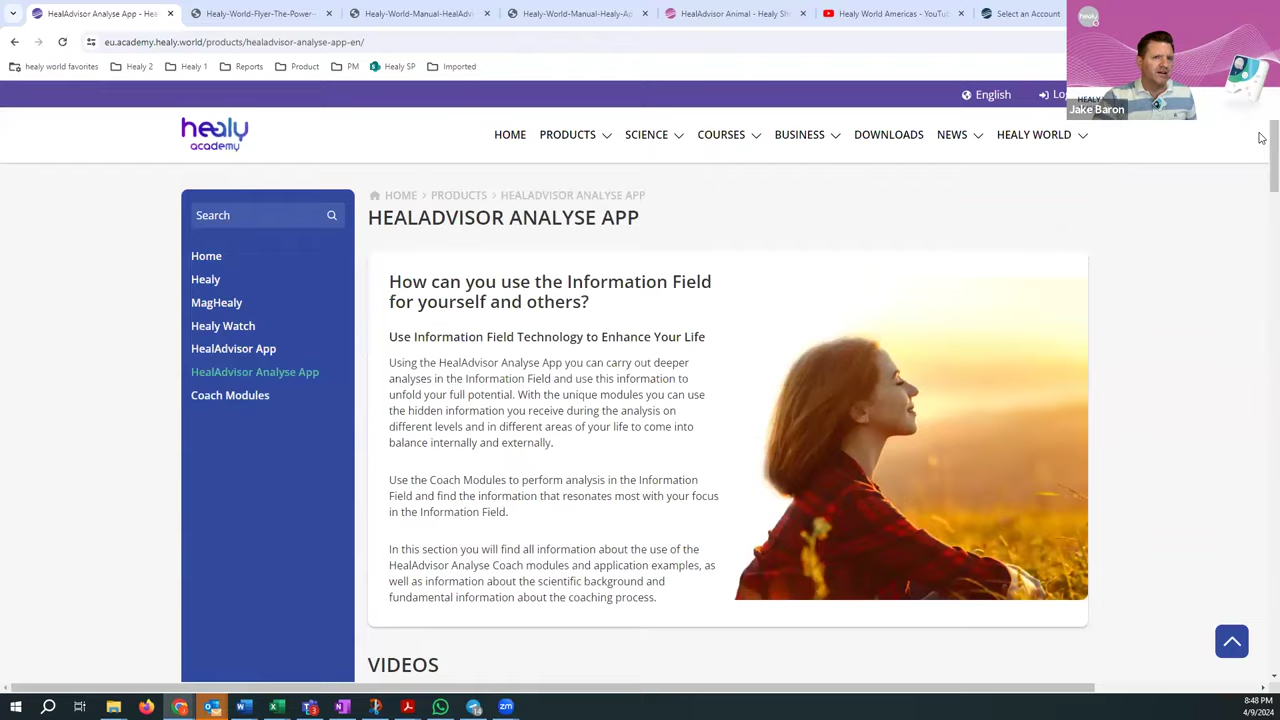 HealAdvisor Analyse App - Hea
Healy-World-Flyer-The-Power-
Healy-World-Manual-HealAdvi
Healy-World-Manual-Healy-Ap
HealAdvisor Animal - Healy Sh
Healy World Americas - YouTu
Select an Account
eu.academy.healy.world/products/healadvisor-analyse-app-en/
healy world favorites
Healy 2
Healy 1
Reports
Product
PM
Healy SP
Imported
HEALY
Jake Baron
English
healy
academy
HOME
PRODUCTS
SCIENCE
COURSES
BUSINESS
DOWNLOADS
NEWS
HEALY WORLD
Search
Home
Healy
MagHealy
Healy Watch
HealAdvisor App
HealAdvisor Analyse App
Coach Modules
HOME > PRODUCTS > HEALADVISOR ANALYSE APP
HEALADVISOR ANALYSE APP
How can you use the Information Field
for yourself and others?
Use Information Field Technology to Enhance Your Life
Using the HealAdvisor Analyse App you can carry out deeper
analyses in the Information Field and use this information to
unfold your full potential. With the unique modules you can use
the hidden information you receive during the analysis on
different levels and in different areas of your life to come into
balance internally and externally.
Use the Coach Modules to perform analysis in the Information
Field and find the information that resonates most with your focus
in the Information Field.
In this section you will find all information about the use of the
HealAdvisor Analyse Coach modules and application examples, as
well as information about the scientific background and
fundamental information about the coaching process.
VIDEOS
8:48 PM
4/9/2024